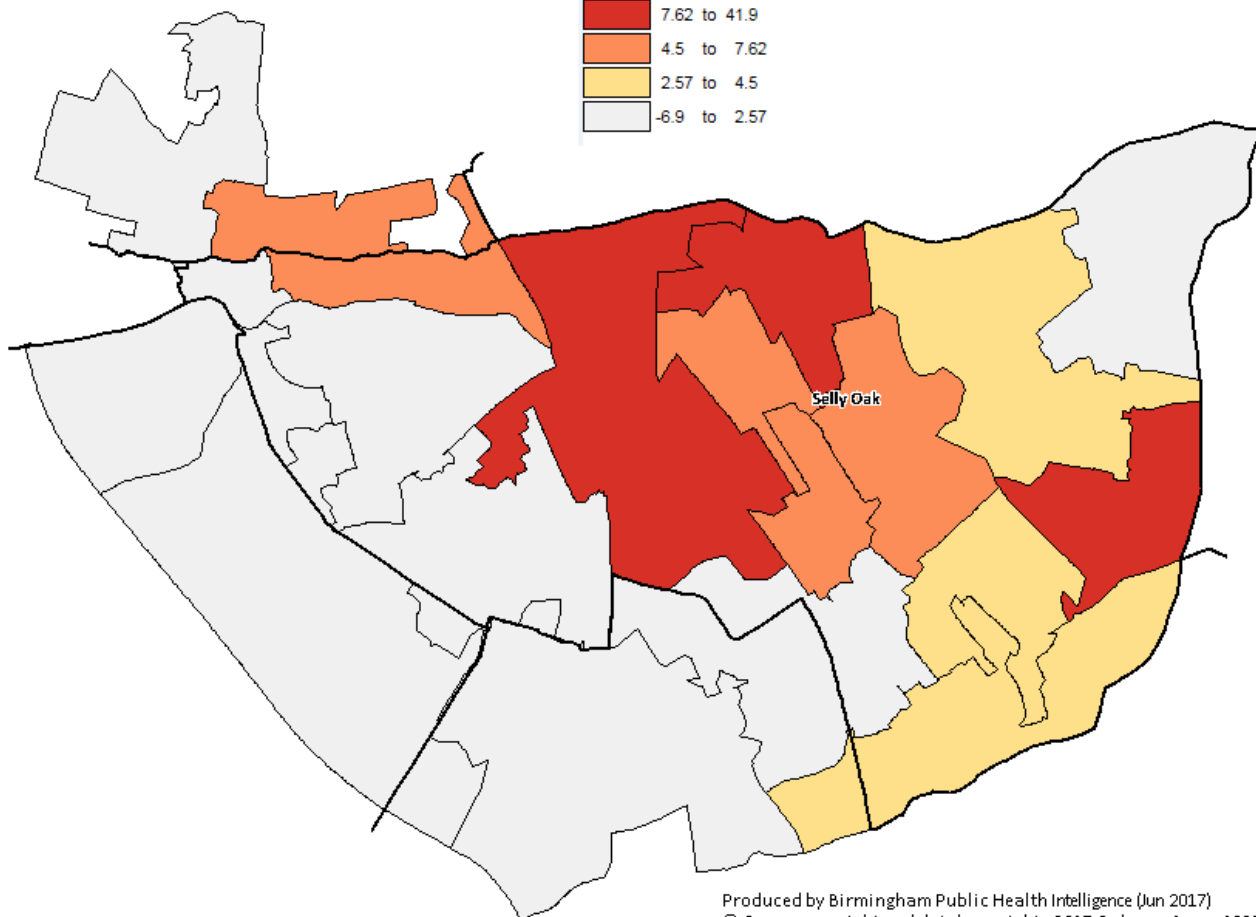 7.62 to 41.9
4.5 to 7.62
2.57 to 4.5
-6.9 to 2.57
Selly Oak
Produced by Birmingham Public Health Intelligence (Jun 2017)